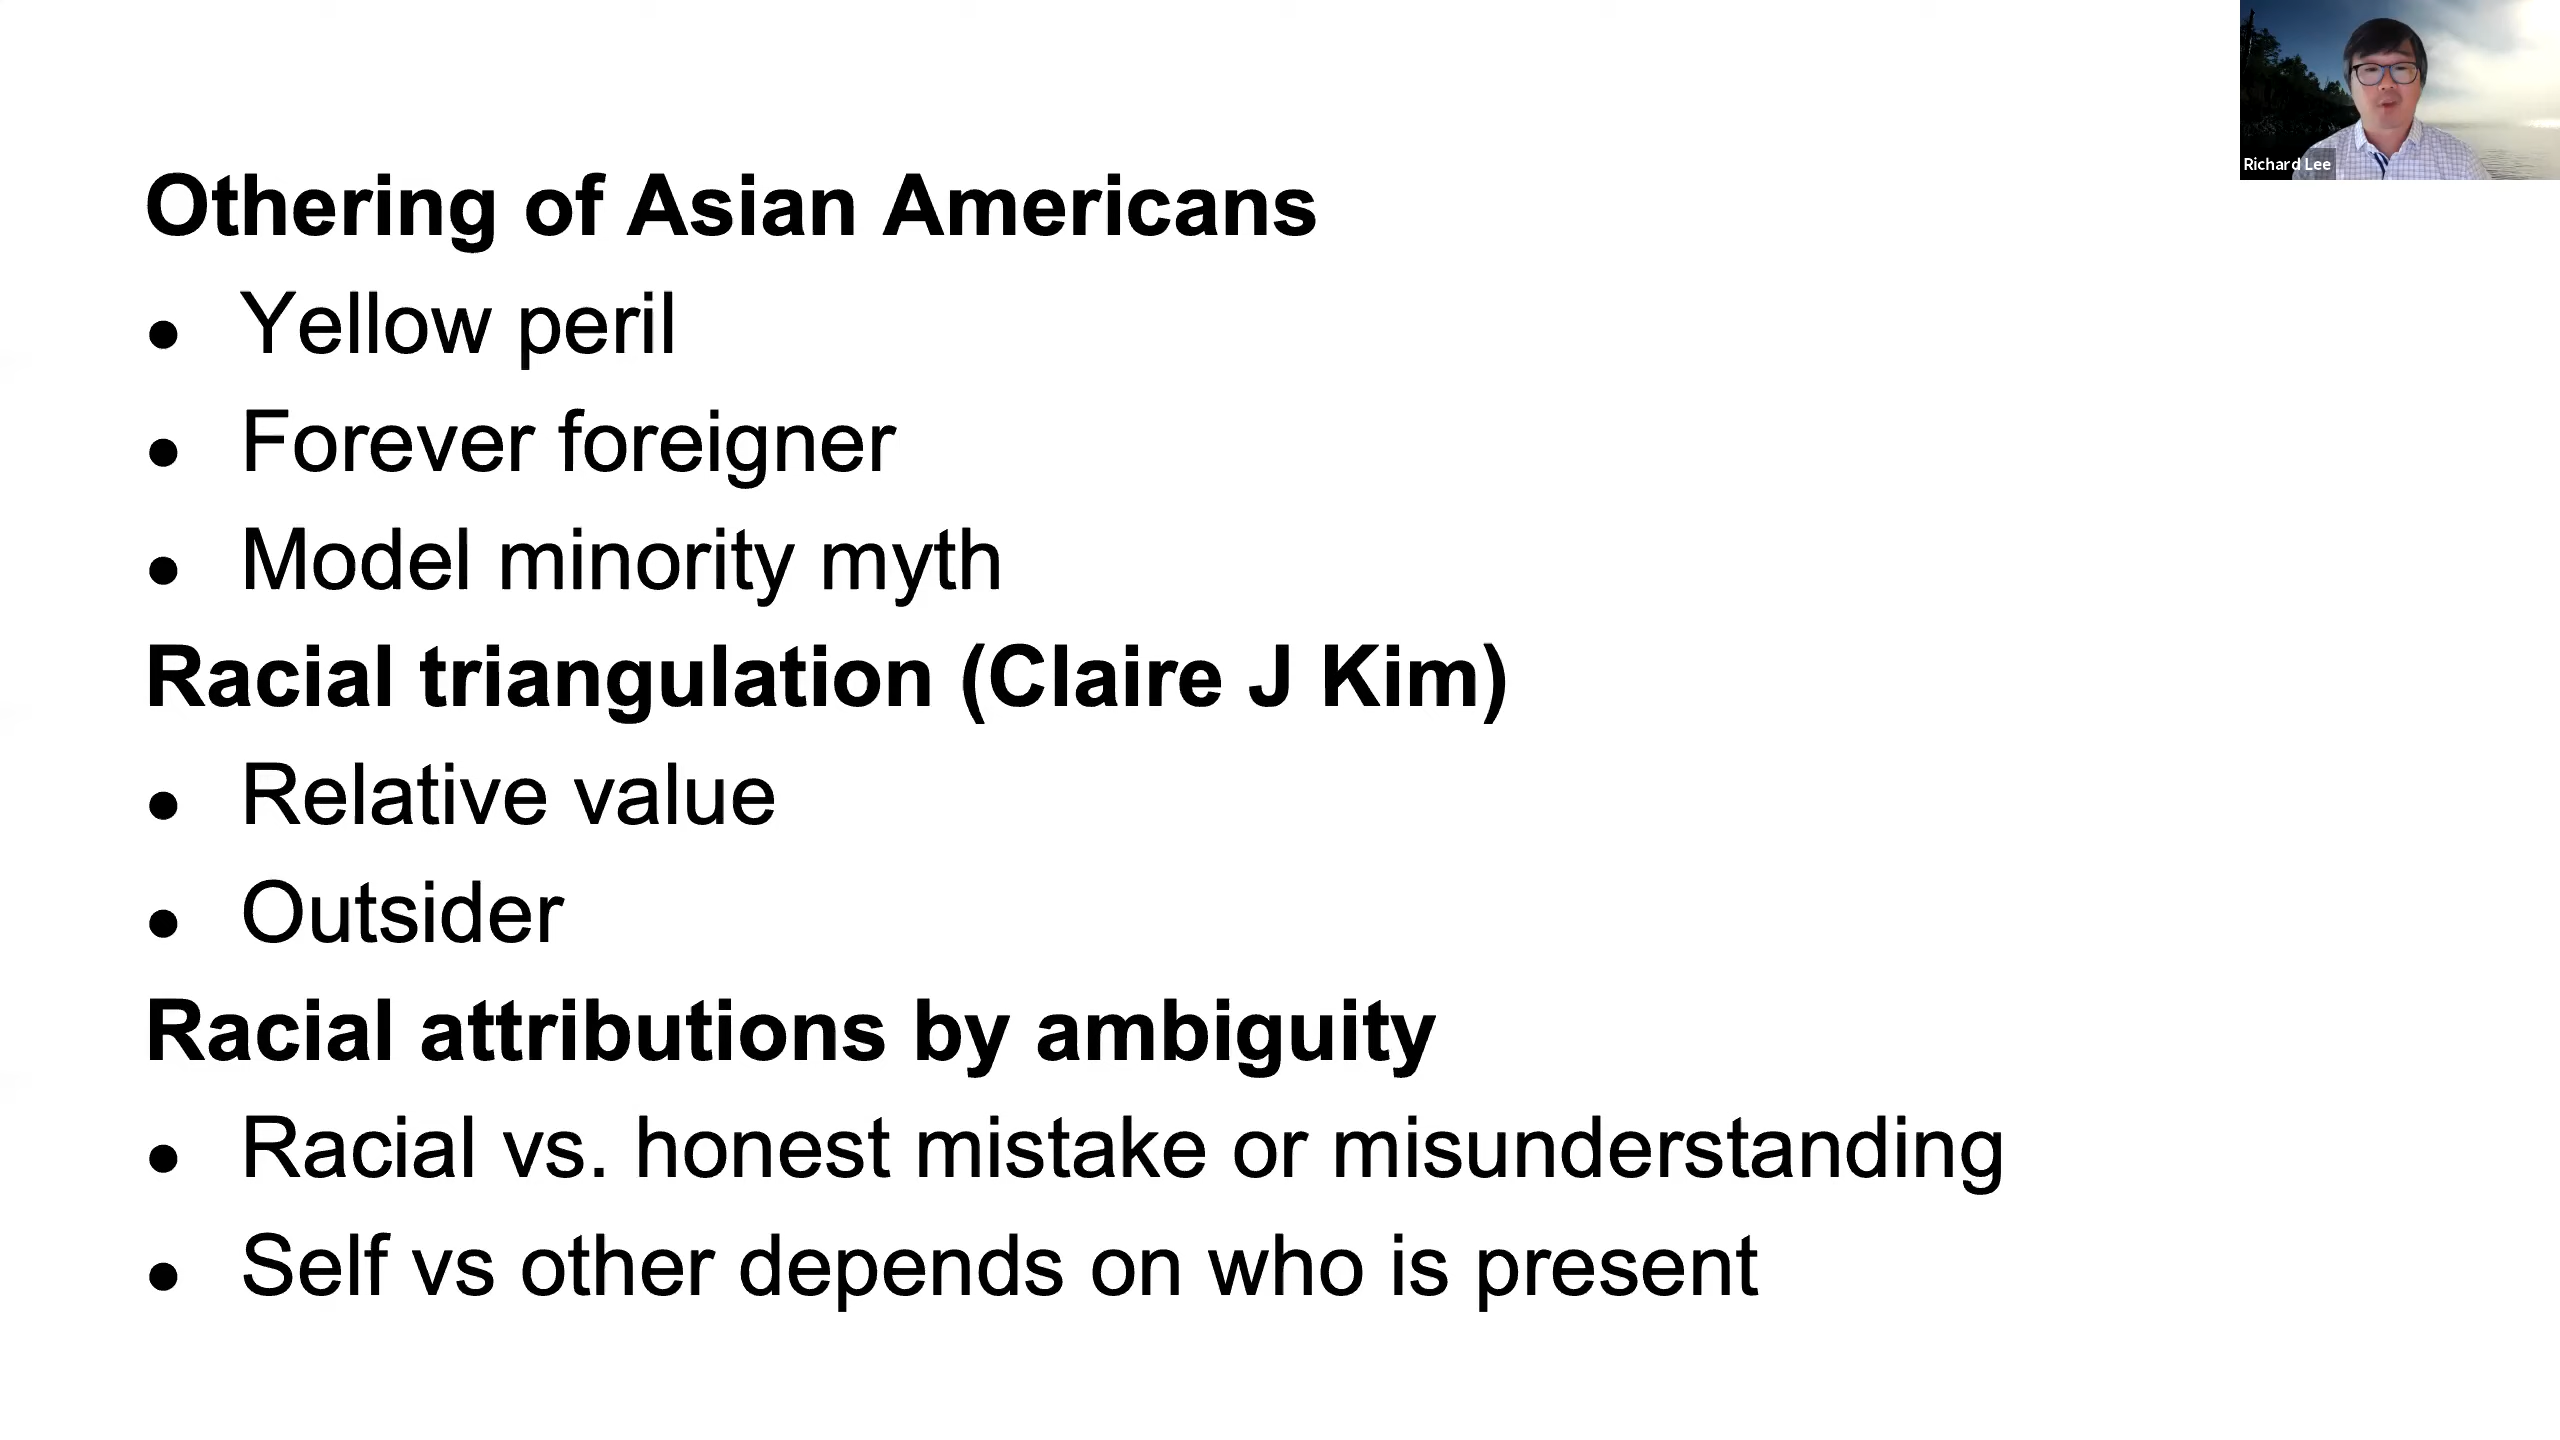 Richard Lee
Othering of Asian Americans
● Yellow peril
● Forever foreigner
● Model minority myth
Racial triangulation (Claire J Kim)
● Relative value
● Outsider
Racial attributions by ambiguity
● Racial vs. honest mistake or misunderstanding
● Self vs other depends on who is present